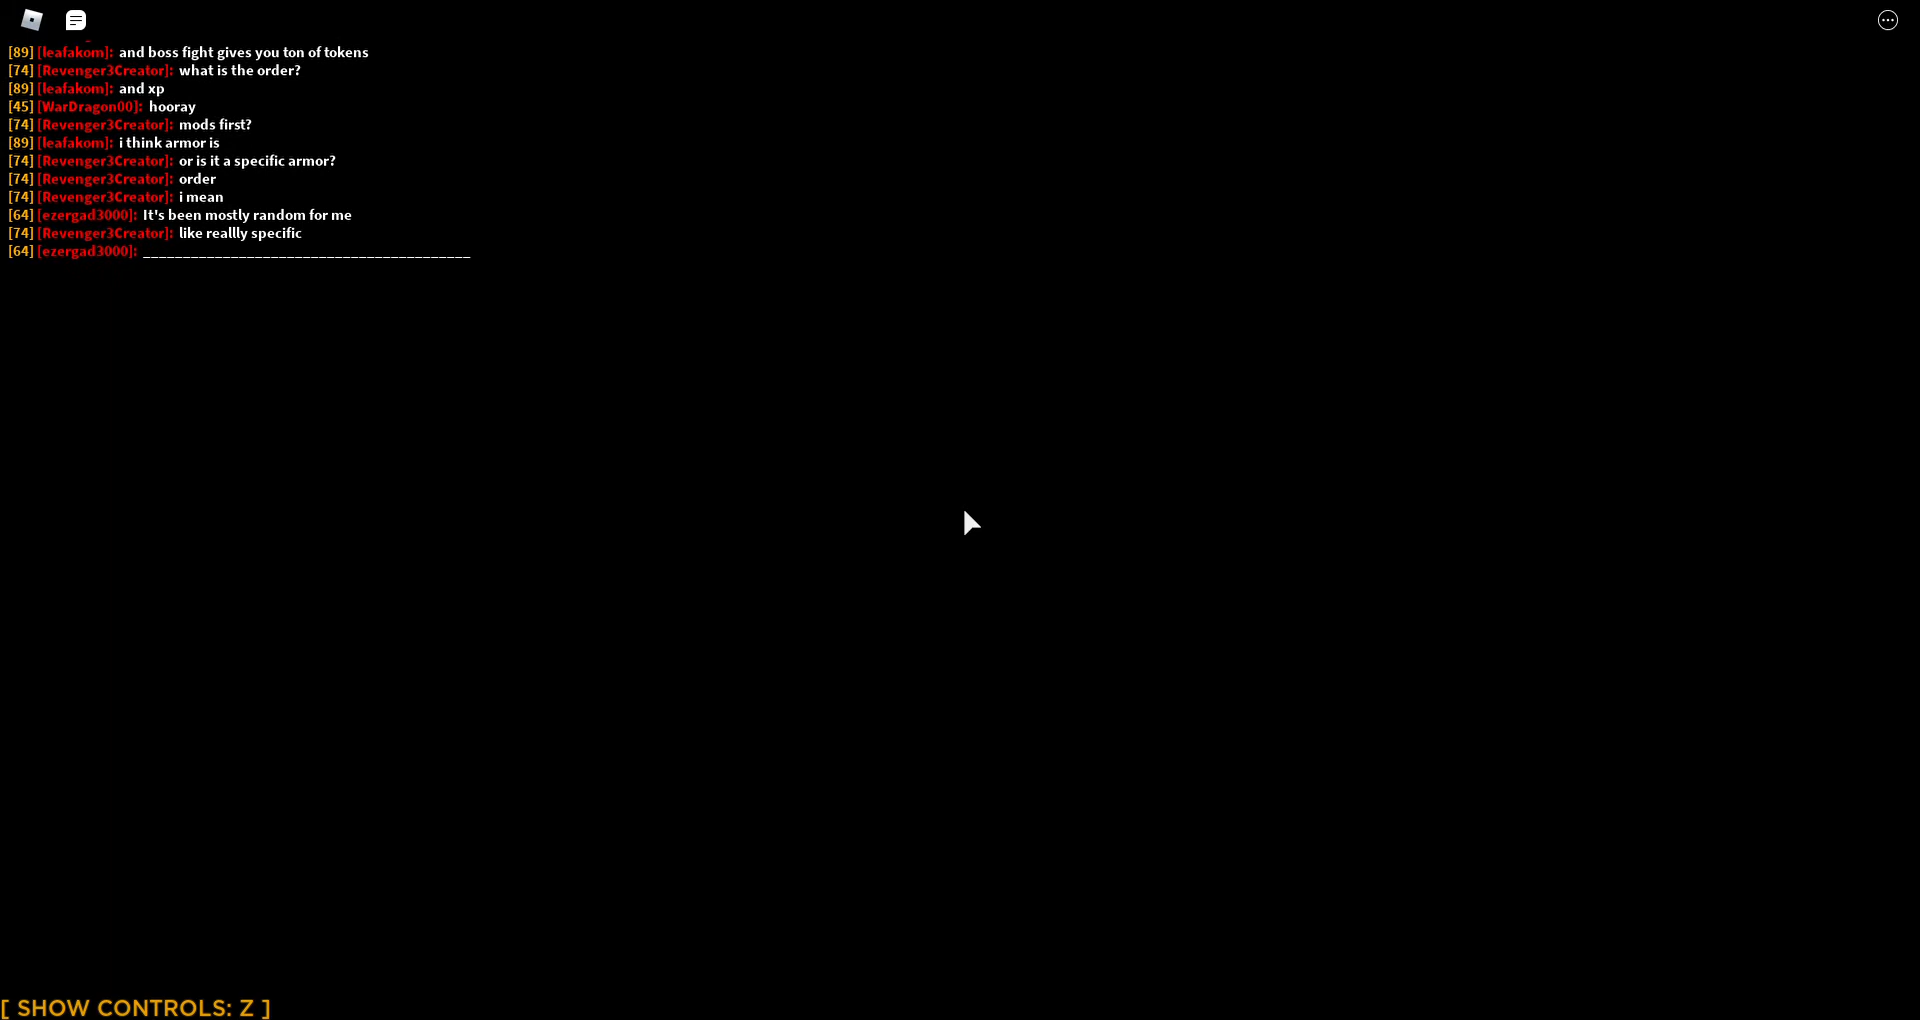 [89] [leafakom]: and boss fight gives you ton of tokens
[74] [Revenger3Creator]: what is the order?
[89] [leafakom]: and xp
[45] [WarDragon00]: hooray
[74] [Revenger3Creator]: mods first?
[89] [leafakom]: i think armor is
[74] [Revenger3Creator]: or is it a specific armor?
[74] [Revenger3Creator]: order
[74] [Revenger3Creator]: i mean
[64] [ezergad3000]: It's been mostly random for me
[74] [Revenger3Creator]: like reallly specific
[64] [ezergad3000]: _________________________________________
[ SHOW CONTROLS: Z ]